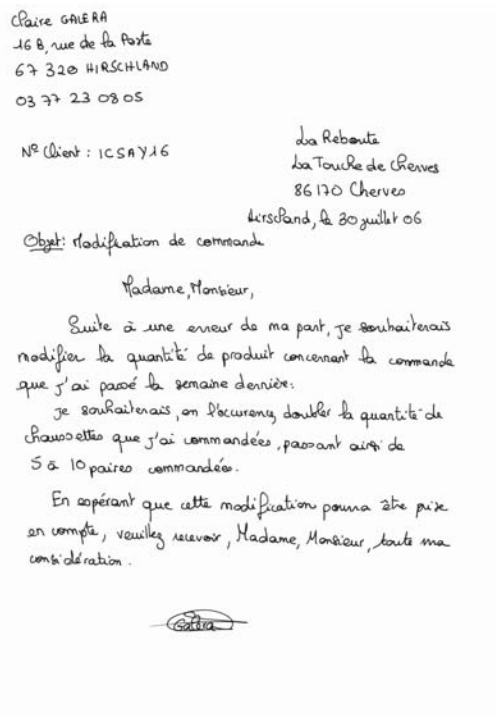 Claire GALERA
16 B, rue de la Poste
67 320 HIRSCHLAND
03 77 23 08 05
N° Client : ICSAY16
La Reboute
La Touche de Cherves
86170 Cherves
Hirschland, le 30 juillet 06
Objet : Modification de commande
Madame, Monsieur,
Suite à une erreur de ma part, je souhaiterais
modifier la quantité de produit concernant la commande
que j'ai passé la semaine dernière.
Je souhaiterais, en l'occurence, doubler la quantité de
chaussettes que j'ai commandées, passant ainsi de
5 à 10 paires commandée.
En espérant que cette modification pourra être prise
en compte, veuillez recevoir, Madame, Monsieur, toute ma
considération.
Galera